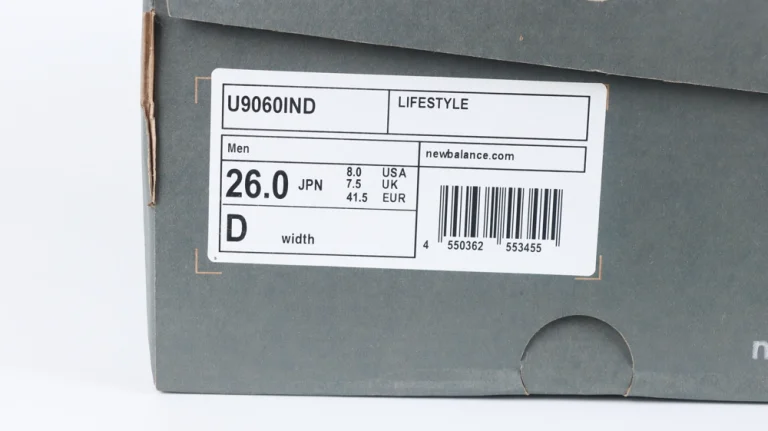 U9060IND
LIFESTYLE
Men
newbalance.com
26.0 JPN
8.0 USA
7.5 UK
41.5 EUR
D width
4 550362 553455